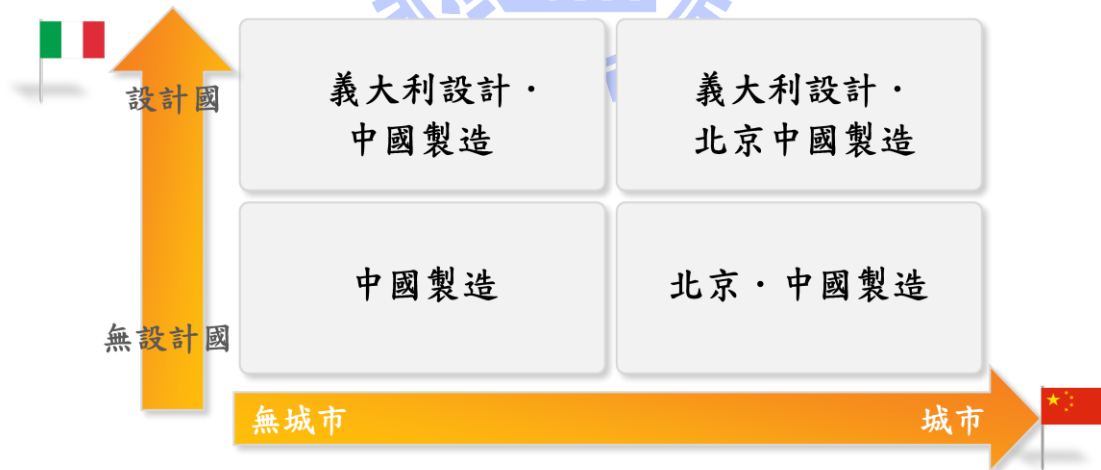 設計國
義大利設計·
中國製造
義大利設計·
北京中國製造
無設計國
中國製造
北京·中國製造
無城市
城市